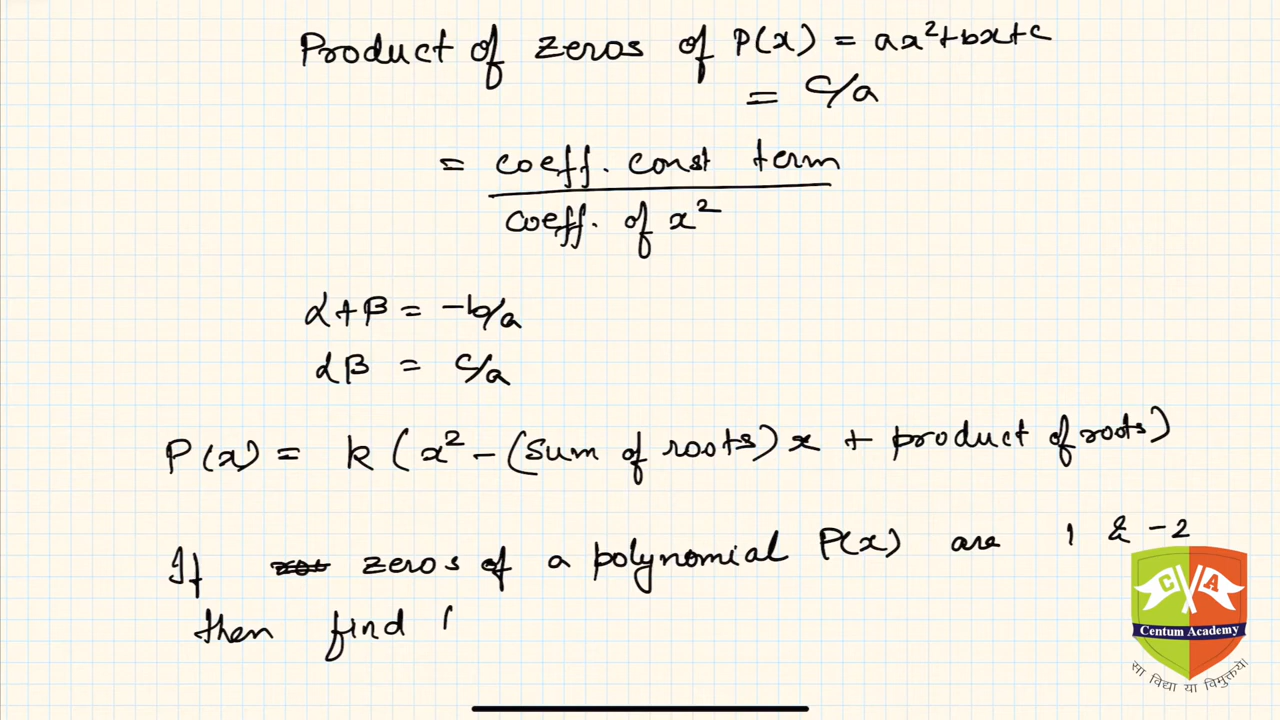 Product of zeros of P(x) = ax²+bx+c
= c/a
= coeff. const term
coeff. of x²
α+β = -b/a
αβ = c/a
P(x) = k (x² - (Sum of roots) x + product of roots)
If zeros of a polynomial P(x) are 1 & -2
then find
C A
Centum Academy
सा विद्या या विमुक्तये।